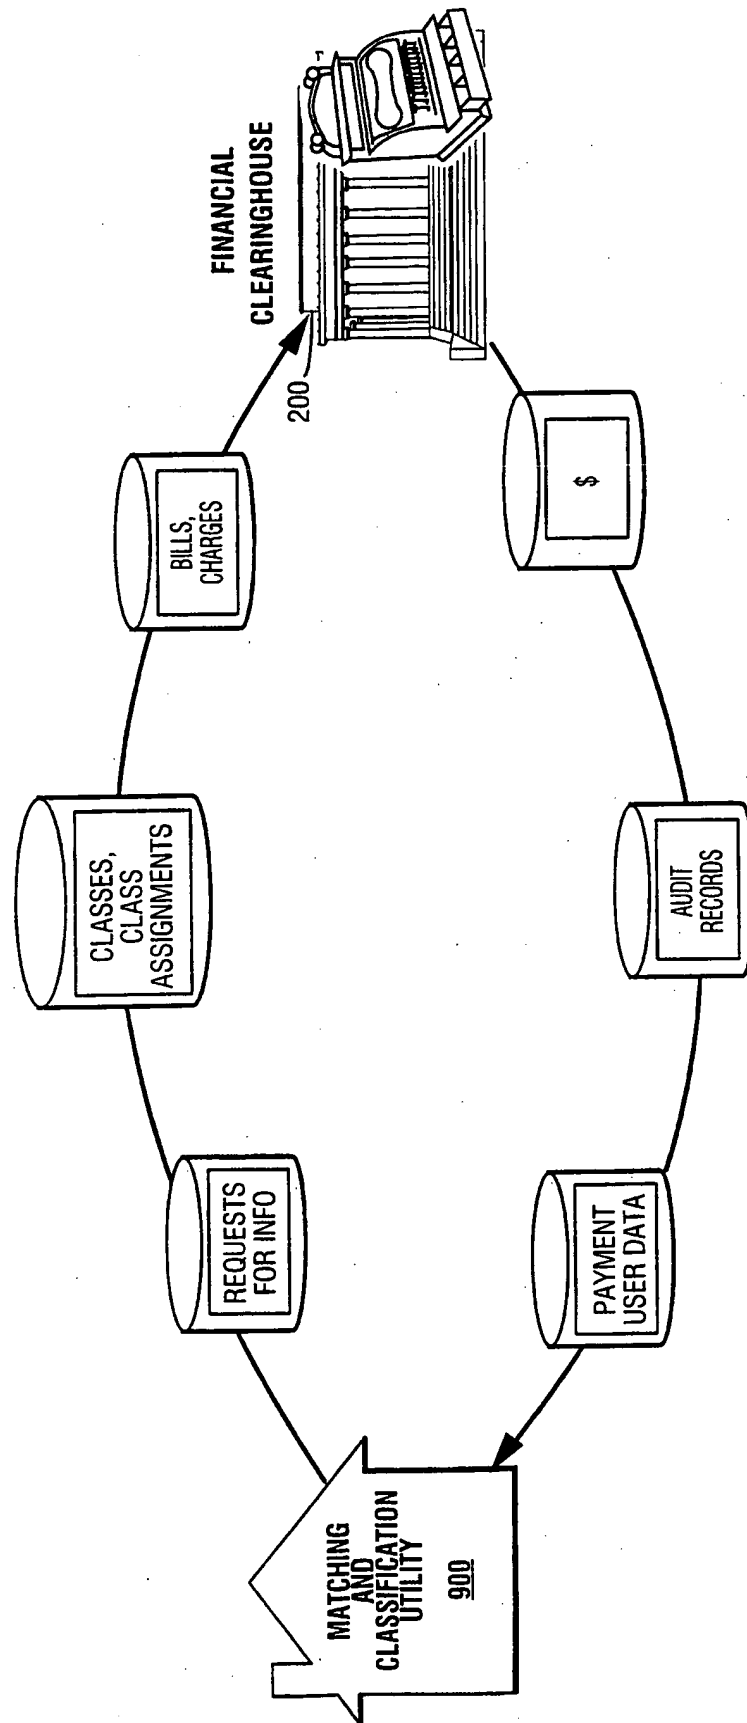 FINANCIAL
CLEARINGHOUSE
200
BILLS,
CHARGES
CLASSES,
CLASS
ASSIGNMENTS
REQUESTS
FOR INFO
MATCHING
AND
CLASSIFICATION
UTILITY
900
PAYMENT
USER DATA
AUDIT
RECORDS
$